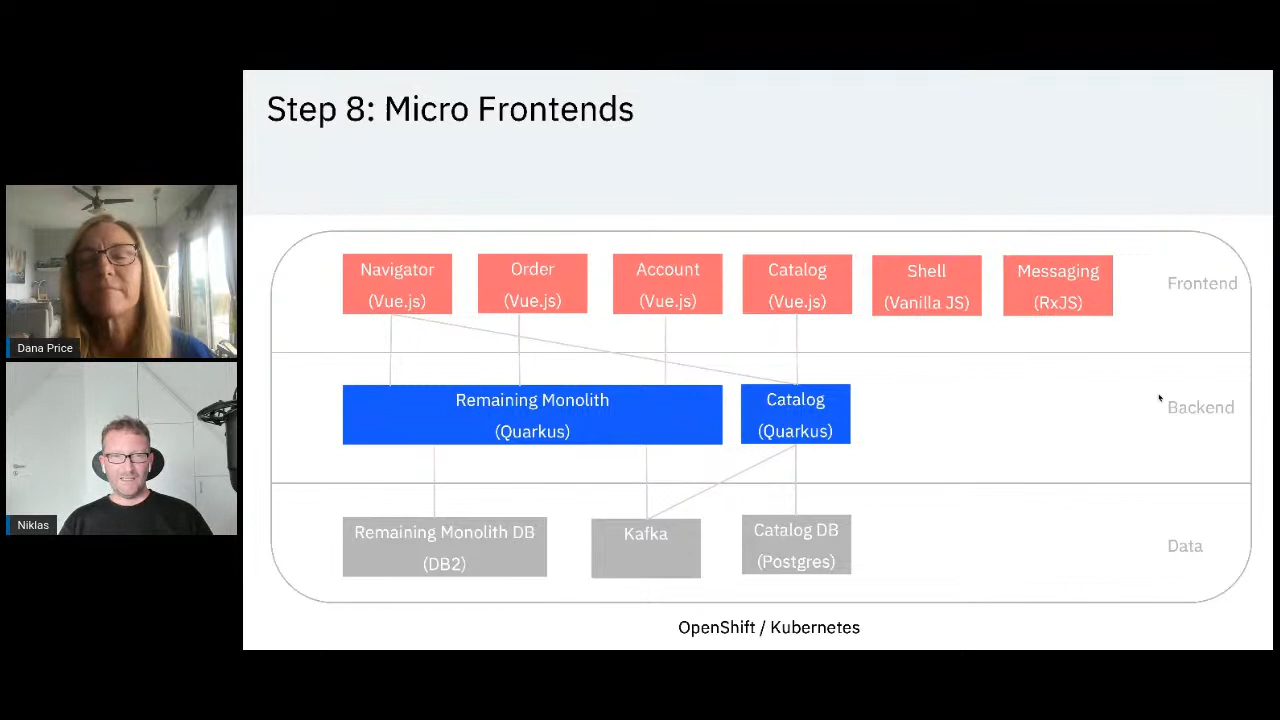 Step 8: Micro Frontends
Navigator
(Vue.js)
Order
(Vue.js)
Account
(Vue.js)
Catalog
(Vue.js)
Shell
(Vanilla JS)
Messaging
(RxJS)
Frontend
Remaining Monolith
(Quarkus)
Catalog
(Quarkus)
Backend
Remaining Monolith DB
(DB2)
Kafka
Catalog DB
(Postgres)
Data
OpenShift / Kubernetes
Dana Price
Niklas